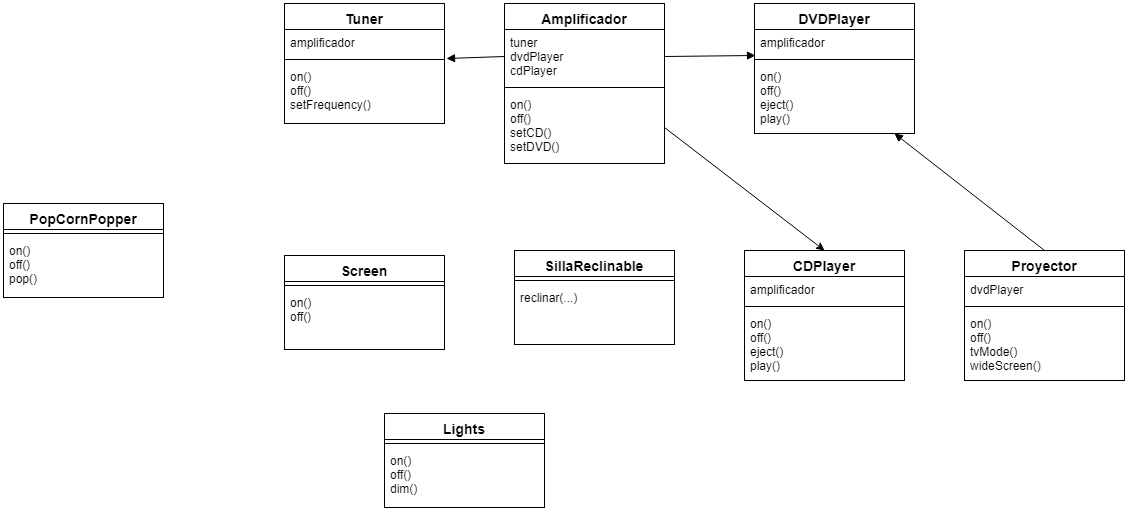 Tuner
amplificador
on()
off()
setFrequency()
Amplificador
tuner
dvdPlayer
cdPlayer
on()
off()
setCD()
setDVD()
DVDPlayer
amplificador
on()
off()
eject()
play()
PopCornPopper
on()
off()
pop()
Screen
on()
off()
SillaReclinable
reclinar(...)
CDPlayer
amplificador
on()
off()
eject()
play()
Proyector
dvdPlayer
on()
off()
tvMode()
wideScreen()
Lights
on()
off()
dim()